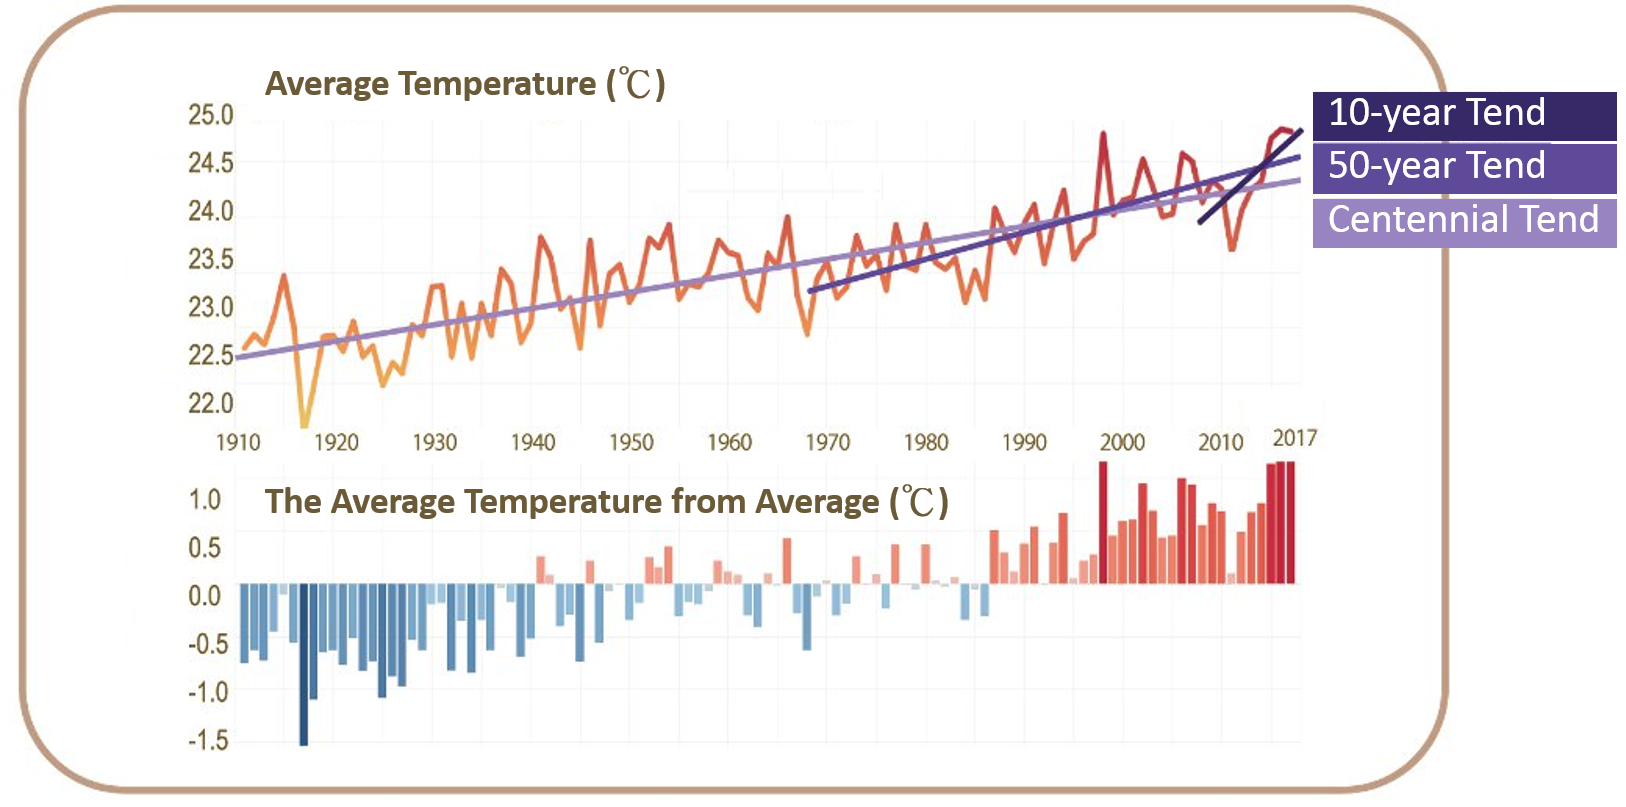 Average Temperature (℃)
25.0
24.5
24.0
23.5
23.0
22.5
22.0
1910 1920 1930 1940 1950 1960 1970 1980 1990 2000 2010 2017
10-year Tend
50-year Tend
Centennial Tend
The Average Temperature from Average (℃)
1.0
0.5
0.0
-0.5
-1.0
-1.5